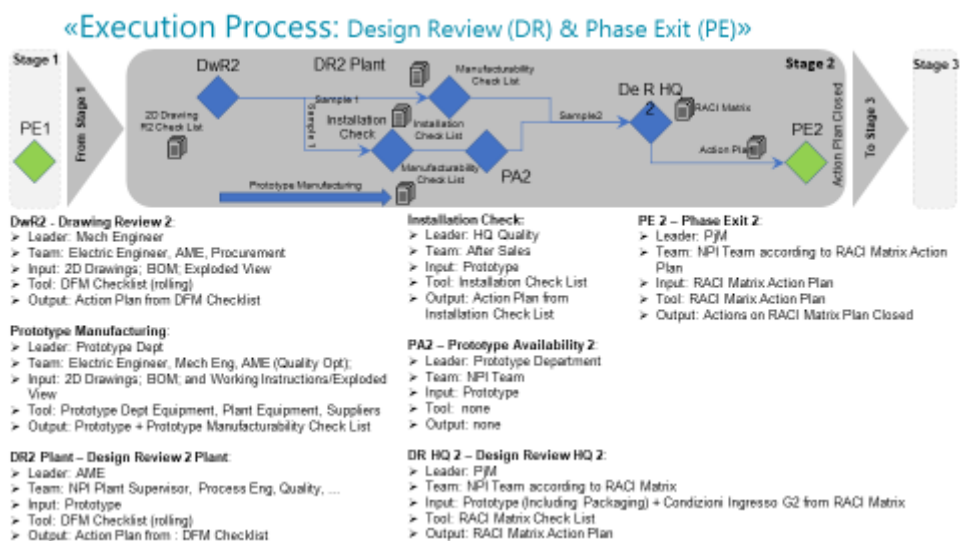 «Execution Process: Design Review (DR) & Phase Exit (PE)»
Stage 1
Stage 2
Stage 3
From Stage 1
To Stage 3
Action Plan Closed
PE1
DwR2
DR2 Plant
Manufacturability
Check List
De R HQ
2
RACI Matrix
PE2
2D Drawing
R2 Check List
Sample 1
Sample 1
Installation
Check
Installation
Check List
Sample2
Action Plan
Manufacturability
Check List
PA2
Prototype Manufacturing
DwR2 - Drawing Review 2:
➢ Leader: Mech Engineer
➢ Team: Electric Engineer, AME, Procurement
➢ Input: 2D Drawings; BOM; Exploded View
➢ Tool: DFM Checklist (rolling)
➢ Output: Action Plan from DFM Checklist
Prototype Manufacturing:
➢ Leader: Prototype Dept
➢ Team: Electric Engineer, Mech Eng, AME (Quality Opt);
➢ Input: 2D Drawings; BOM; and Working Instructions/Exploded
View
➢ Tool: Prototype Dept Equipment, Plant Equipment, Suppliers
➢ Output: Prototype + Prototype Manufacturability Check List
DR2 Plant – Design Review 2 Plant:
➢ Leader: AME
➢ Team: NPI Plant Supervisor, Process Eng, Quality, ...
➢ Input: Prototype
➢ Tool: DFM Checklist (rolling)
➢ Output: Action Plan from : DFM Checklist
Installation Check:
➢ Leader: HQ Quality
➢ Team: After Sales
➢ Input: Prototype
➢ Tool: Installation Check List
➢ Output: Action Plan from
Installation Check List
PA2 – Prototype Availability 2:
➢ Leader: Prototype Department
➢ Team: NPI Team
➢ Input: Prototype
➢ Tool: none
➢ Output: none
DR HQ 2 – Design Review HQ 2:
➢ Leader: PjM
➢ Team: NPI Team according to RACI Matrix
➢ Input: Prototype (Including Packaging) + Condizioni Ingresso G2 from RACI Matrix
➢ Tool: RACI Matrix Check List
➢ Output: RACI Matrix Action Plan
PE 2 – Phase Exit 2:
➢ Leader: PjM
➢ Team: NPI Team according to RACI Matrix Action
Plan
➢ Input: RACI Matrix Action Plan
➢ Tool: RACI Marix Action Plan
➢ Output: Actions on RACI Matrix Plan Closed